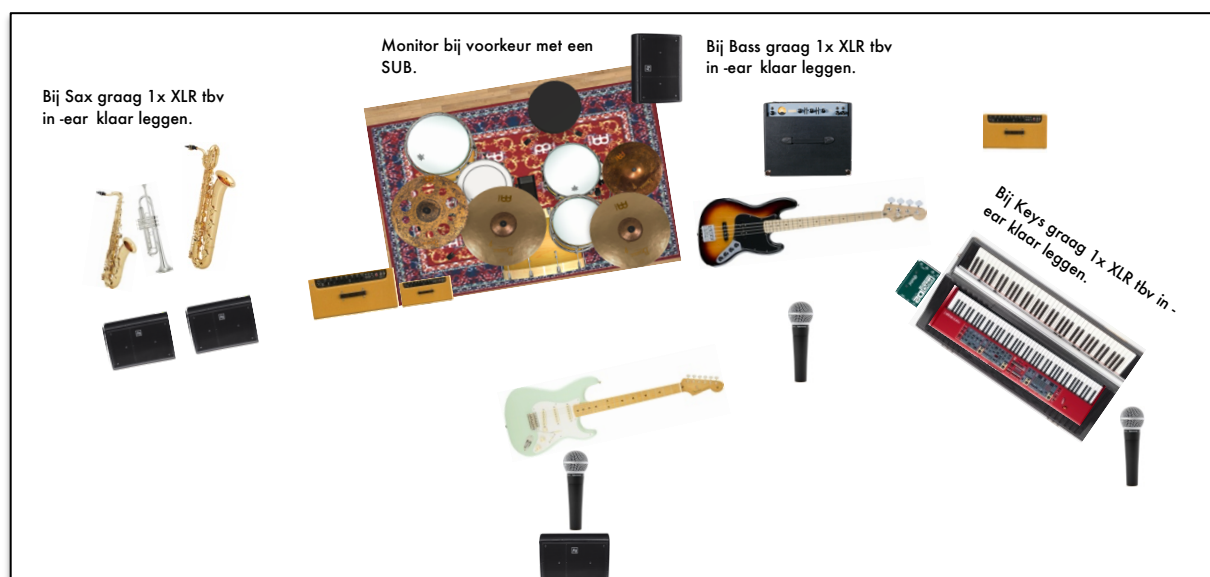 Monitor bij voorkeur met een
SUB.
Bij Bass graag 1x XLR tbv
in -ear klaar leggen.
Bij Sax graag 1x XLR tbv
in -ear klaar leggen.
Bij Keys graag 1x XLR tbv in -
ear klaar leggen.